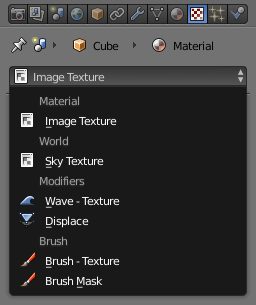 Cube Material
Image Texture
Material
Image Texture
World
Sky Texture
Modifiers
Wave - Texture
Displace
Brush
Brush - Texture
Brush Mask